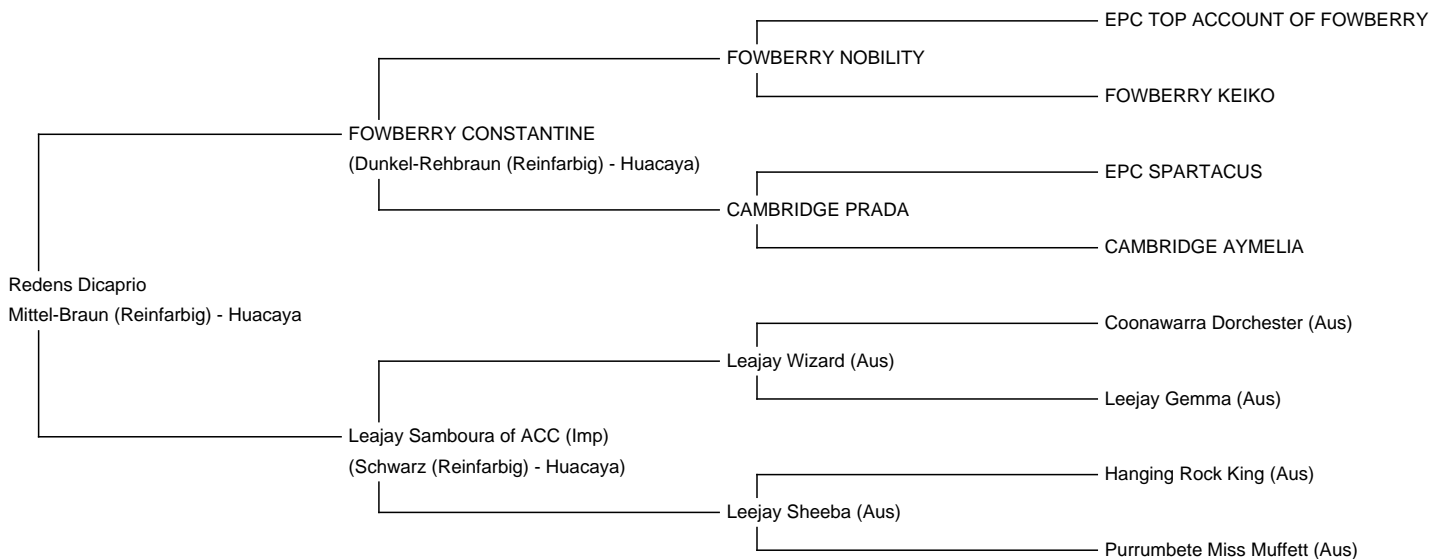 EPC TOP ACCOUNT OF FOWBERRY
FOWBERRY NOBILITY
FOWBERRY KEIKO
FOWBERRY CONSTANTINE
(Dunkel-Rehbraun (Reinfarbig) - Huacaya)
EPC SPARTACUS
CAMBRIDGE PRADA
CAMBRIDGE AYMELIA
Redens Dicaprio
Mittel-Braun (Reinfarbig) - Huacaya
Coonawarra Dorchester (Aus)
Leajay Wizard (Aus)
Leejay Gemma (Aus)
Leajay Samboura of ACC (Imp)
(Schwarz (Reinfarbig) - Huacaya)
Hanging Rock King (Aus)
Leejay Sheeba (Aus)
Purrumbete Miss Muffett (Aus)